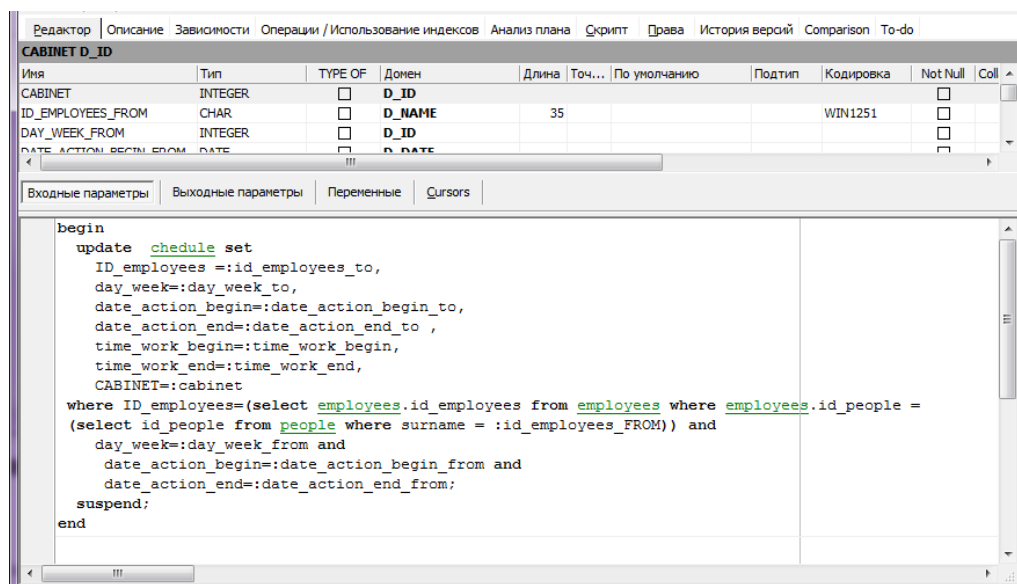 Редактор Описание Зависимости Операции / Использование индексов Анализ плана Скрипт Права История версий Comparison To-do
CABINET D_ID
Имя Тип TYPE OF Домен Длина Точ... По умолчанию Подтип Кодировка Not Null Coll
CABINET INTEGER D_ID
ID_EMPLOYEES_FROM CHAR D_NAME 35 WIN1251
DAY_WEEK_FROM INTEGER D_ID
DATE_ACTION_BEGIN_FROM DATE D_DATE
Входные параметры Выходные параметры Переменные Cursors
begin
update chedule set
ID_employees =:id_employees_to,
day_week=:day_week_to,
date_action_begin=:date_action_begin_to,
date_action_end=:date_action_end_to ,
time_work_begin=:time_work_begin,
time_work_end=:time_work_end,
CABINET=:cabinet
where ID_employees=(select employees.id_employees from employees where employees.id_people =
(select id_people from people where surname = :id_employees_FROM)) and
day_week=:day_week_from and
date_action_begin=:date_action_begin_from and
date_action_end=:date_action_end_from;
suspend;
end